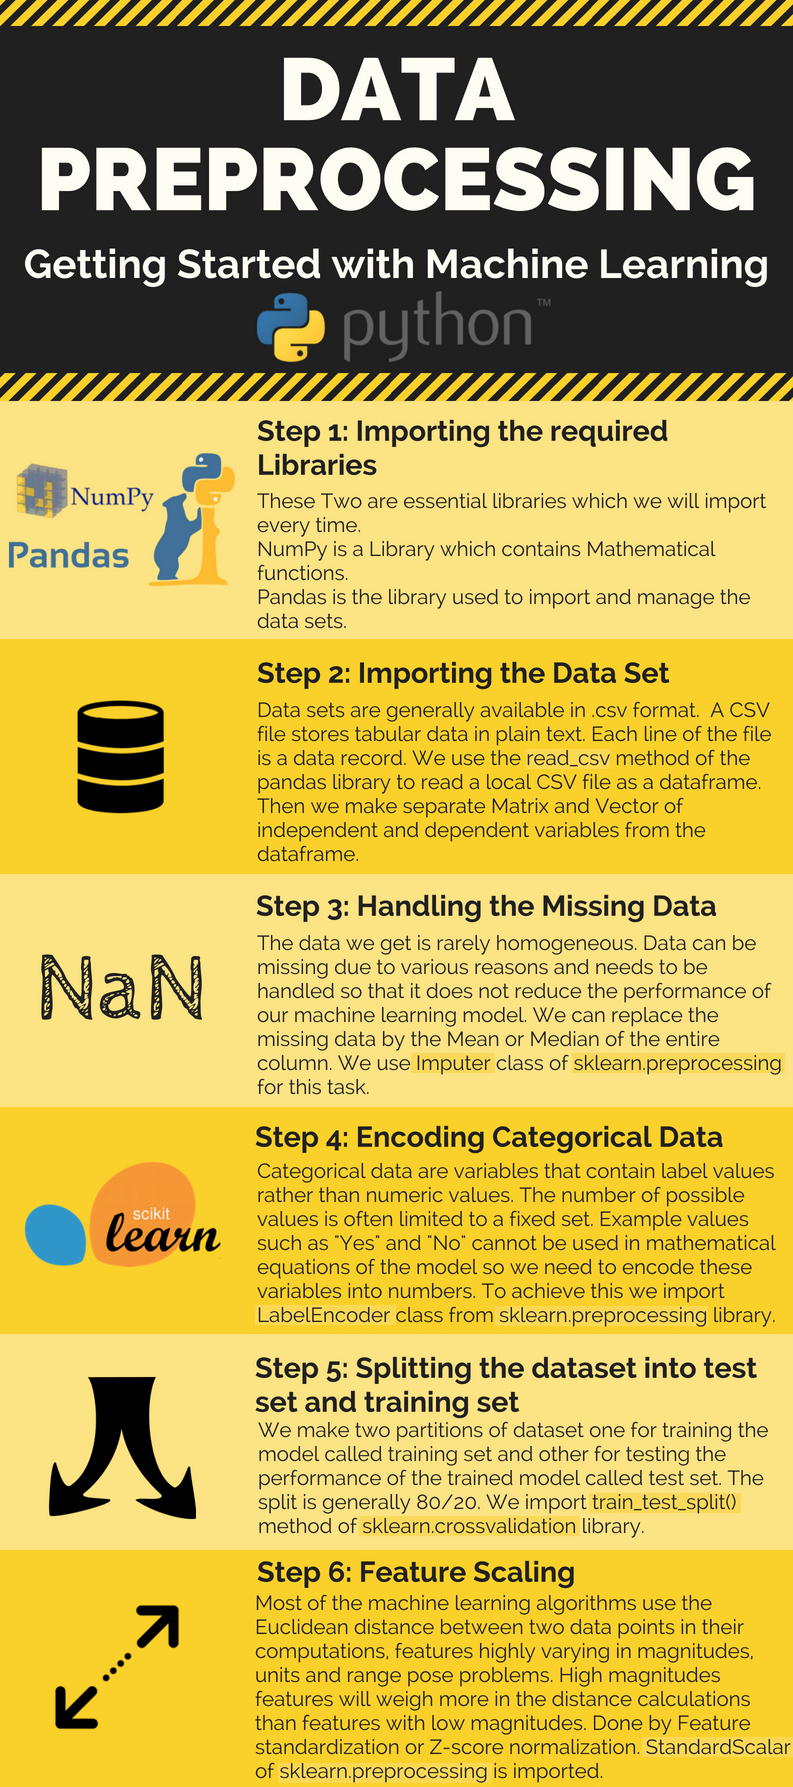 DATA
PREPROCESSING
Getting Started with Machine Learning
python™
Step 1: Importing the required
Libraries
NumPy
Pandas
These Two are essential libraries which we will import
every time.
NumPy is a Library which contains Mathematical
functions.
Pandas is the library used to import and manage the
data sets.
Step 2: Importing the Data Set
Data sets are generally available in .csv format.  A CSV
file stores tabular data in plain text. Each line of the file
is a data record. We use the read_csv method of the
pandas library to read a local CSV file as a dataframe.
Then we make separate Matrix and Vector of
independent and dependent variables from the
dataframe.
NaN
Step 3: Handling the Missing Data
The data we get is rarely homogeneous. Data can be
missing due to various reasons and needs to be
handled so that it does not reduce the performance of
our machine learning model. We can replace the
missing data by the Mean or Median of the entire
column. We use Imputer class of sklearn.preprocessing
for this task.
scikit
learn
Step 4: Encoding Categorical Data
Categorical data are variables that contain label values
rather than numeric values. The number of possible
values is often limited to a fixed set. Example values
such as "Yes" and "No" cannot be used in mathematical
equations of the model so we need to encode these
variables into numbers. To achieve this we import
LabelEncoder class from sklearn.preprocessing library.
Step 5: Splitting the dataset into test
set and training set
We make two partitions of dataset one for training the
model called training set and other for testing the
performance of the trained model called test set. The
split is generally 80/20. We import train_test_split()
method of sklearn.crossvalidation library.
Step 6: Feature Scaling
Most of the machine learning algorithms use the
Euclidean distance between two data points in their
computations, features highly varying in magnitudes,
units and range pose problems. High magnitudes
features will weigh more in the distance calculations
than features with low magnitudes. Done by Feature
standardization or Z-score normalization. StandardScalar
of sklearn.preprocessing is imported.